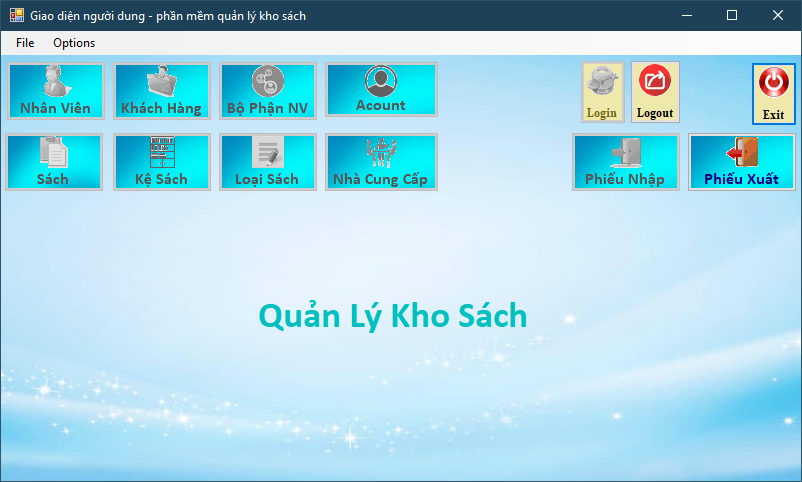 Giao diện người dung - phần mềm quản lý kho sách
File Options
Nhân Viên Khách Hàng Bộ Phận NV Acount Login Logout Exit
Sách Kệ Sách Loại Sách Nhà Cung Cấp Phiếu Nhập Phiếu Xuất
Quản Lý Kho Sách